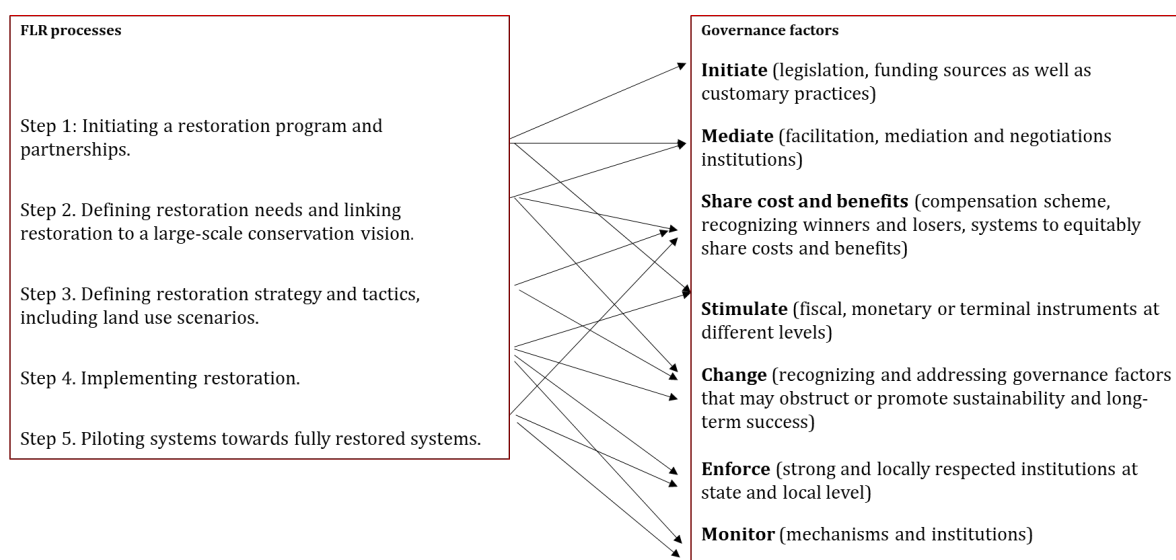 FLR processes
Step 1: Initiating a restoration program and
partnerships.
Step 2. Defining restoration needs and linking
restoration to a large-scale conservation vision.
Step 3. Defining restoration strategy and tactics,
including land use scenarios.
Step 4. Implementing restoration.
Step 5. Piloting systems towards fully restored systems.
Governance factors
Initiate (legislation, funding sources as well as
customary practices)
Mediate (facilitation, mediation and negotiations
institutions)
Share cost and benefits (compensation scheme,
recognizing winners and losers, systems to equitably
share costs and benefits)
Stimulate (fiscal, monetary or terminal instruments at
different levels)
Change (recognizing and addressing governance factors
that may obstruct or promote sustainability and long-
term success)
Enforce (strong and locally respected institutions at
state and local level)
Monitor (mechanisms and institutions)